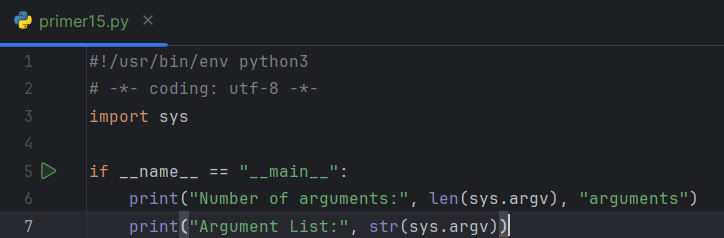 primer15.py
1 #!/usr/bin/env python3
2 # -*- coding: utf-8 -*-
3 import sys
4
5 if __name__ == "__main__":
6     print("Number of arguments:", len(sys.argv), "arguments")
7     print("Argument List:", str(sys.argv))